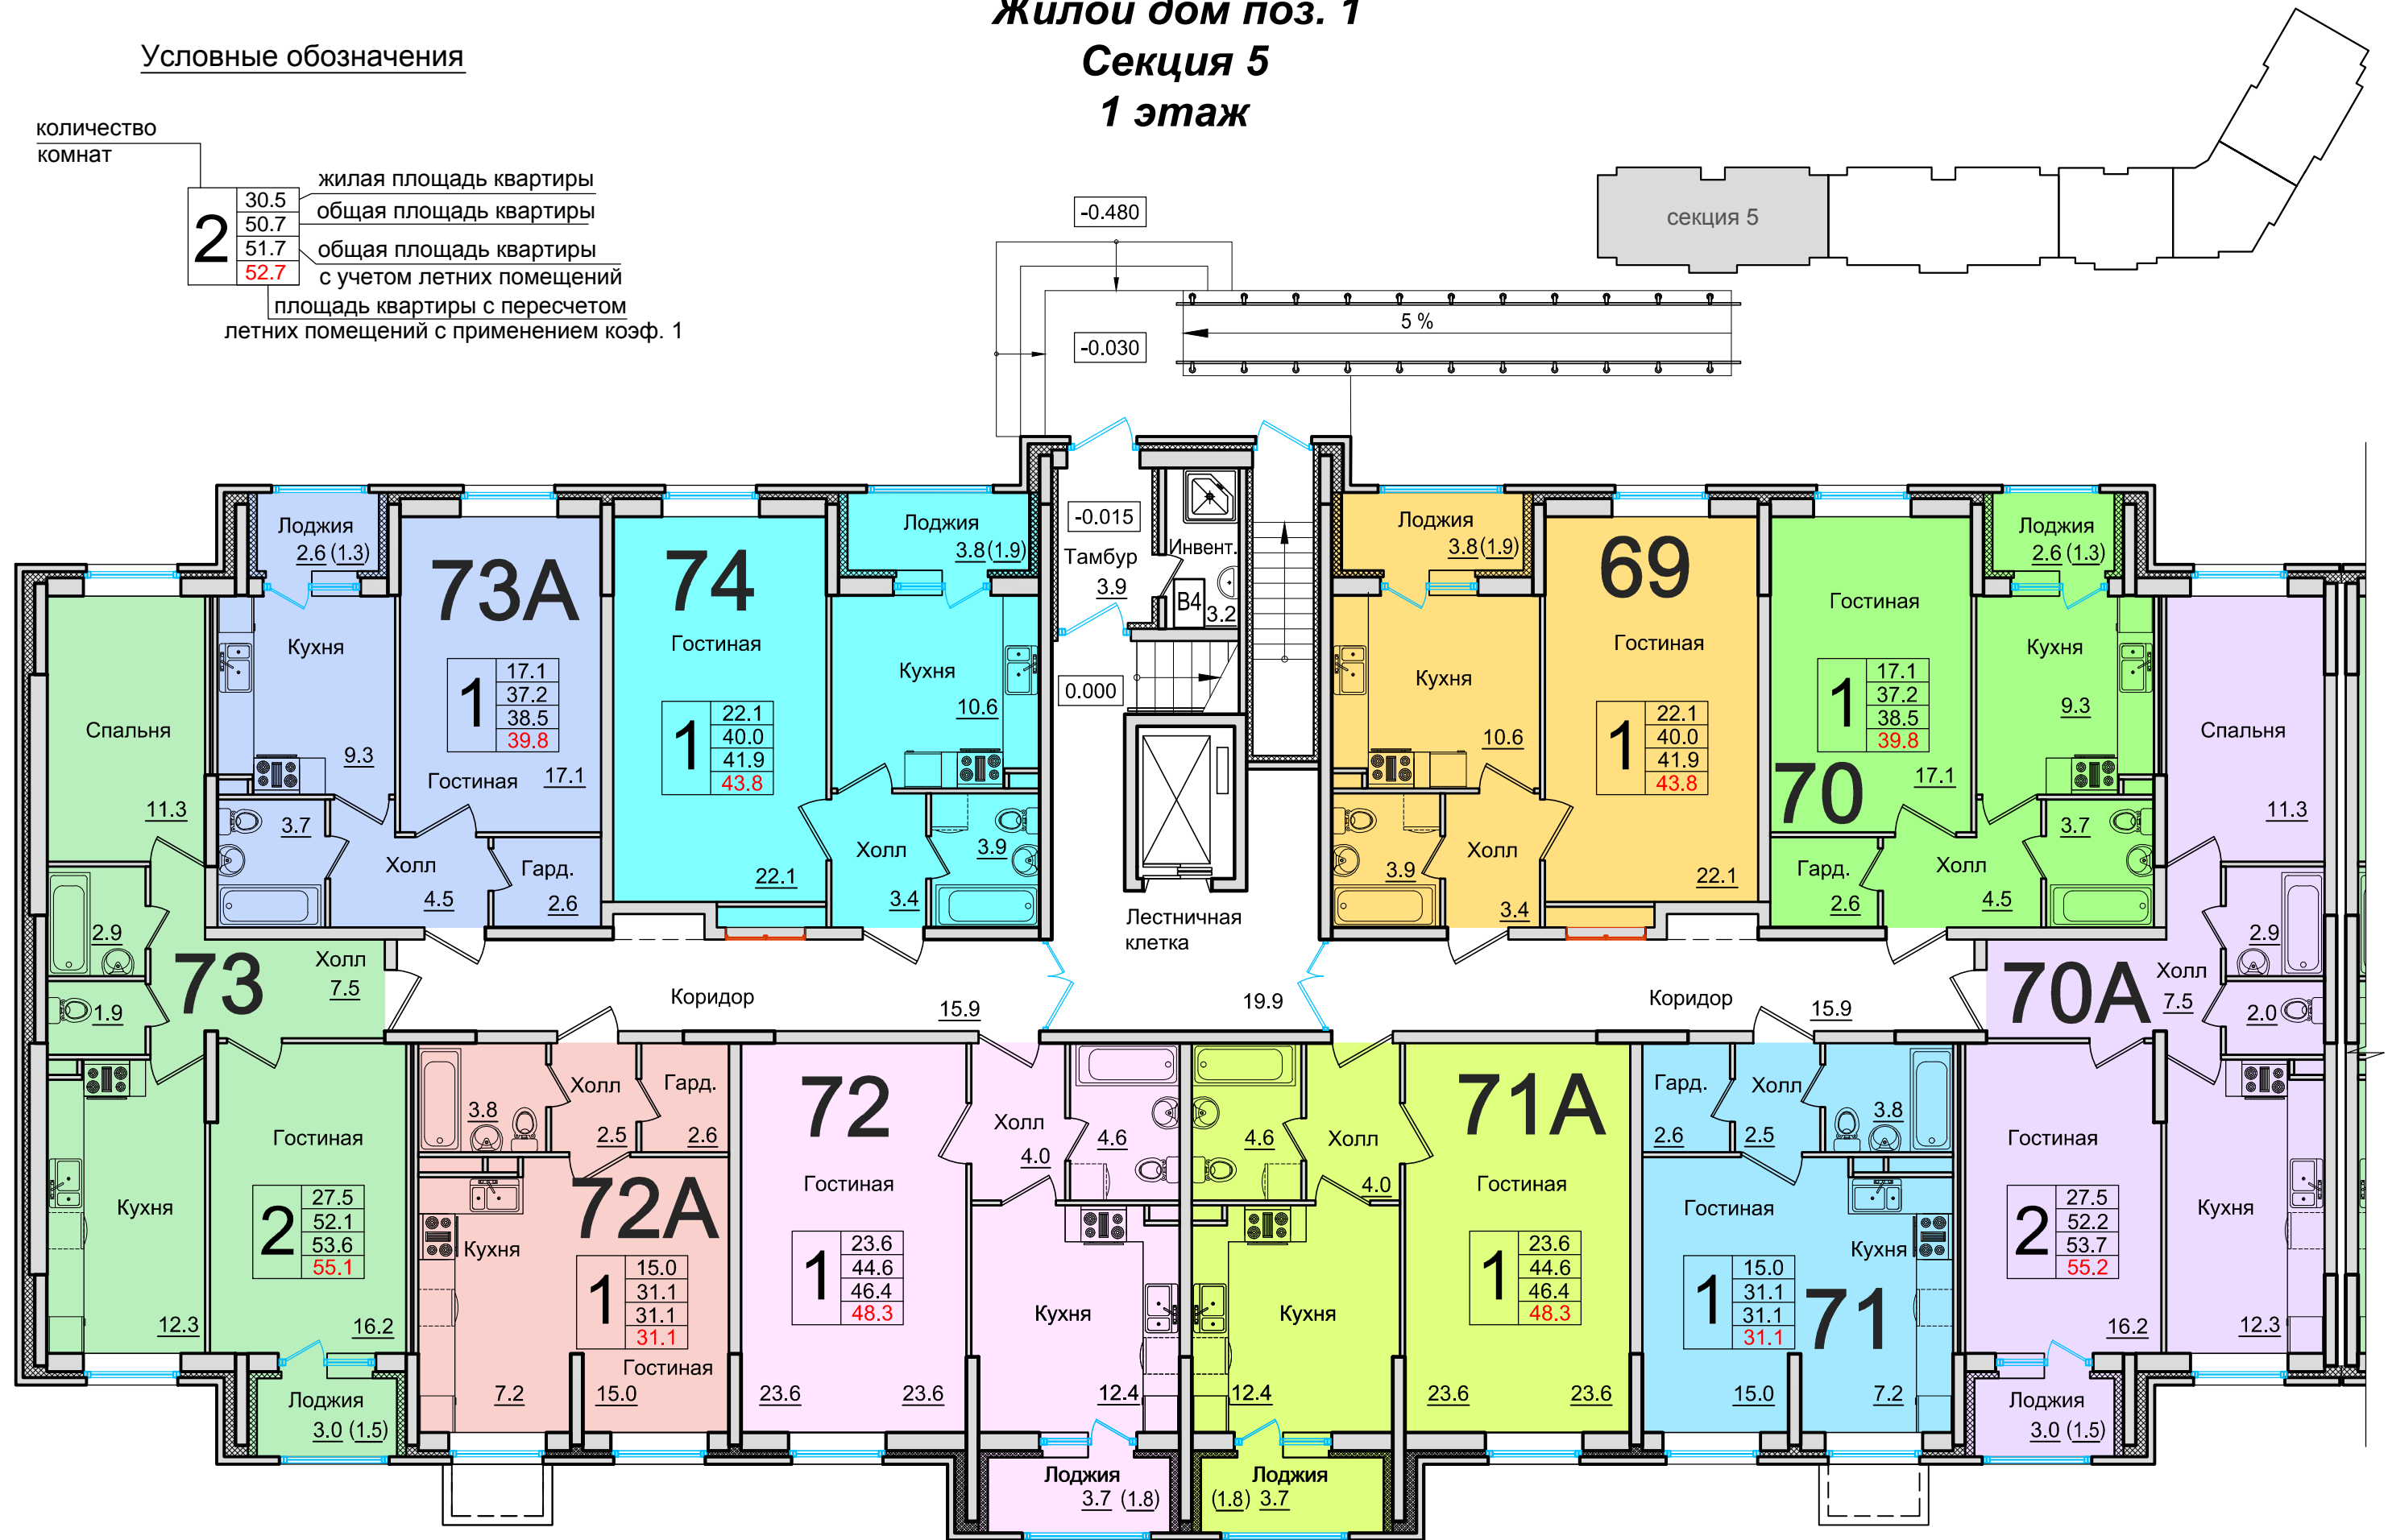 Жилой дом поз. 1
Секция 5
1 этаж
Условные обозначения
количество
комнат
2
30.5
50.7
51.7
52.7
жилая площадь квартиры
общая площадь квартиры
общая площадь квартиры
с учетом летних помещений
площадь квартиры с пересчетом
летних помещений с применением коэф. 1
секция 5
-0.480
-0.030
5 %
-0.015
Тамбур
3.9
Инвент.
В4
3.2
0.000
Лестничная
клетка
19.9
Коридор
15.9
Коридор
15.9
73А
Лоджия
2.6 (1.3)
Кухня
9.3
1
17.1
37.2
38.5
39.8
Гостиная
17.1
3.7
Холл
4.5
Гард.
2.6
74
Гостиная
1
22.1
40.0
41.9
43.8
22.1
Лоджия
3.8 (1.9)
Кухня
10.6
Холл
3.4
3.9
69
Лоджия
3.8 (1.9)
Кухня
10.6
Гостиная
1
22.1
40.0
41.9
43.8
22.1
3.9
Холл
3.4
70
Гостиная
1
17.1
37.2
38.5
39.8
17.1
Лоджия
2.6 (1.3)
Кухня
9.3
Гард.
2.6
Холл
4.5
3.7
73
Спальня
11.3
2.9
1.9
Холл
7.5
Гостиная
2
27.5
52.1
53.6
55.1
16.2
Кухня
12.3
Лоджия
3.0 (1.5)
72А
3.8
Холл
2.5
Гард.
2.6
Кухня
7.2
1
15.0
31.1
31.1
31.1
Гостиная
15.0
72
Гостиная
1
23.6
44.6
46.4
48.3
23.6
23.6
Холл
4.0
4.6
Кухня
12.4
Лоджия
3.7 (1.8)
71А
4.6
Холл
4.0
Гостиная
1
23.6
44.6
46.4
48.3
23.6
23.6
Кухня
12.4
Лоджия
(1.8) 3.7
71
Гард.
2.6
Холл
2.5
3.8
Гостиная
1
15.0
31.1
31.1
31.1
15.0
Кухня
7.2
70А
Спальня
11.3
2.9
Холл
7.5
2.0
Гостиная
2
27.5
52.2
53.7
55.2
16.2
Кухня
12.3
Лоджия
3.0 (1.5)